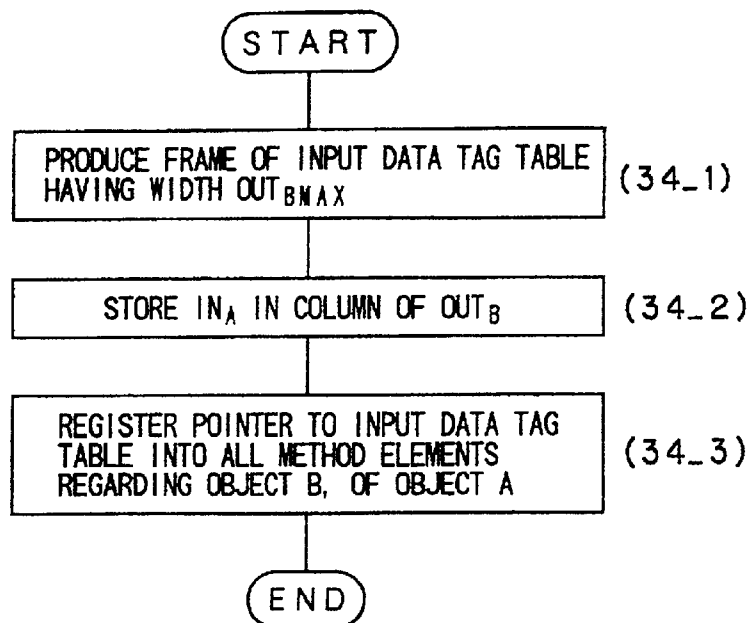 START
PRODUCE FRAME OF INPUT DATA TAG TABLE
HAVING WIDTH OUTBMAX
(34_1)
STORE INA IN COLUMN OF OUTB
(34_2)
REGISTER POINTER TO INPUT DATA TAG
TABLE INTO ALL METHOD ELEMENTS
REGARDING OBJECT B, OF OBJECT A
(34_3)
END